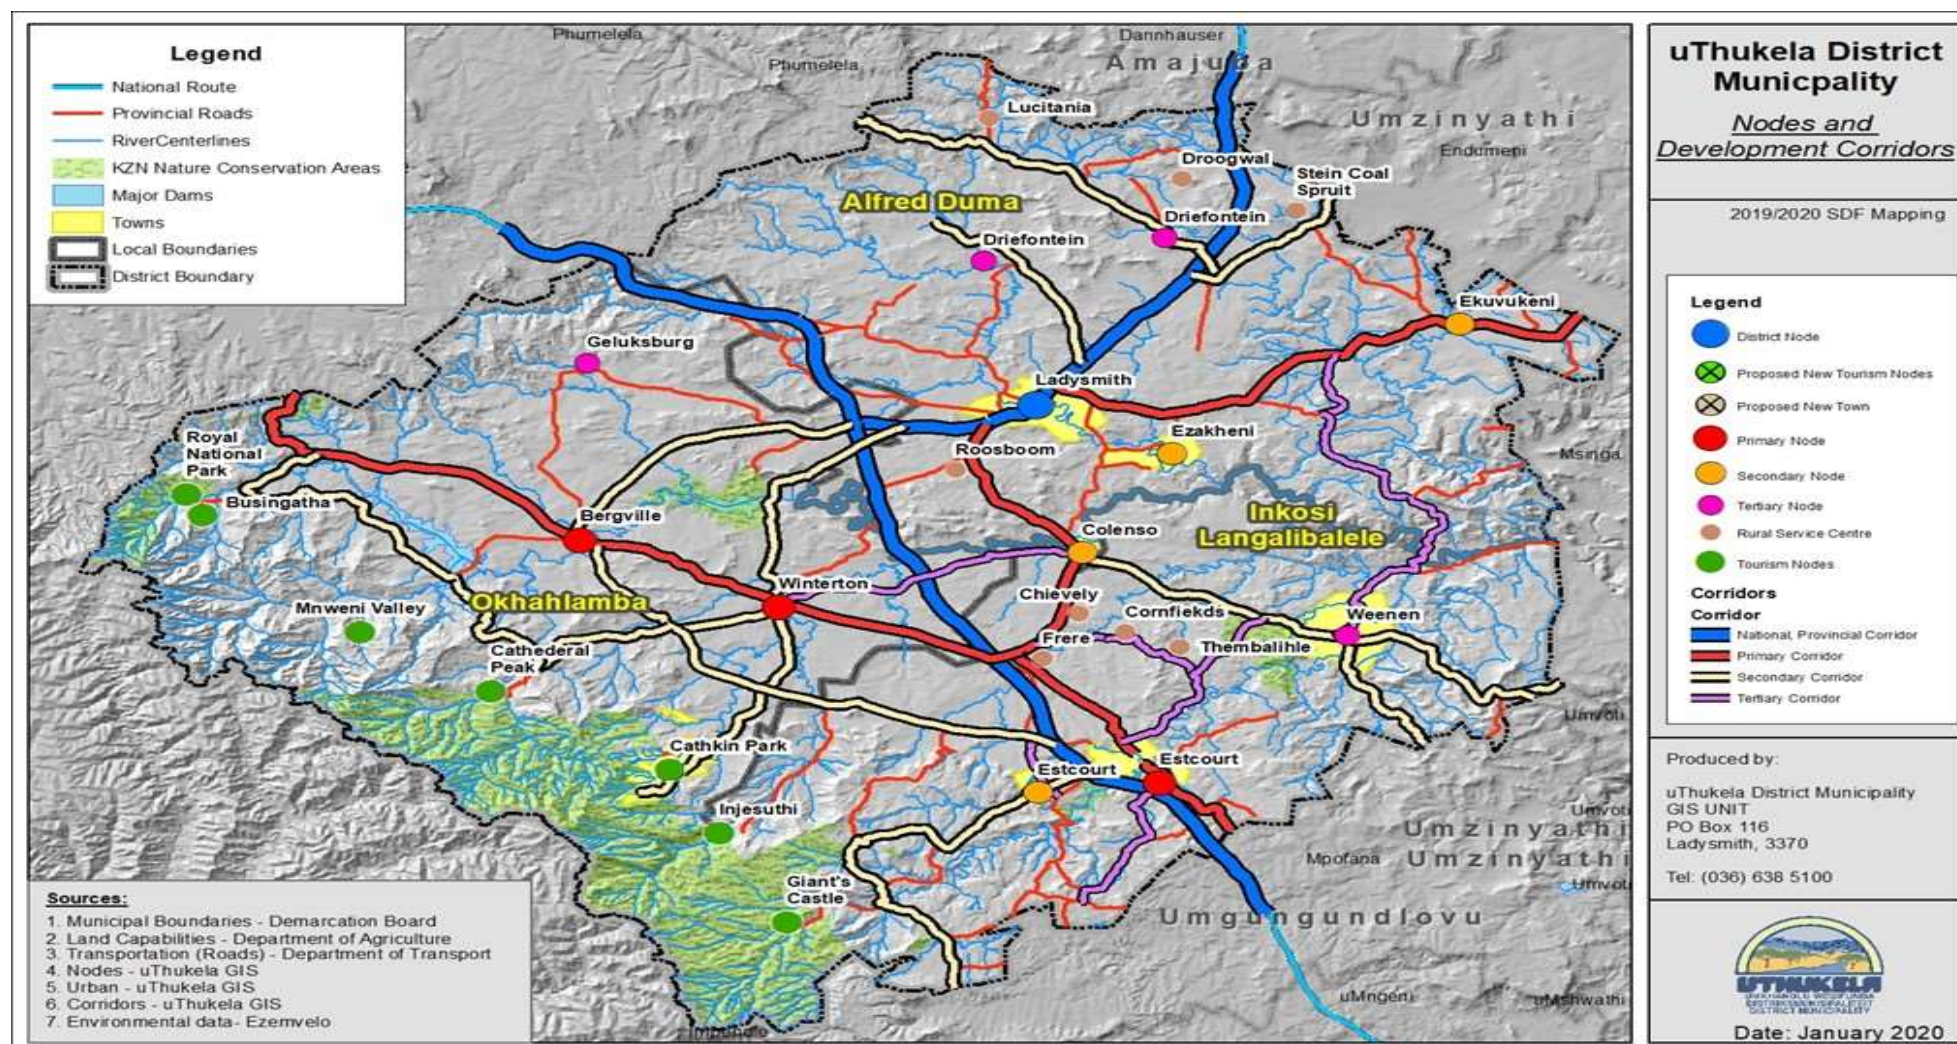 Legend
National Route
Provincial Roads
RiverCenterlines
KZN Nature Conservation Areas
Major Dams
Towns
Local Boundaries
District Boundary
Phumelela
Phumelela
Dannhauser
Amajuba
Umzinyathi
Endumeni
Lucitania
Droogwal
Stein Coal
Spruit
Alfred Duma
Driefontein
Driefontein
Ekuvukeni
Geluksburg
Ladysmith
Royal
National
Park
Roosboom
Ezakheni
Msinga
Busingatha
Bergville
Inkosi
Langalibalele
Colenso
Winterton
Okhahlamba
Mnweni Valley
Chievely
Cornfiekds
Weenen
Frere
Thembalihle
Cathederal
Peak
Umvoti
Cathkin Park
Estcourt
Estcourt
Injesuthi
Umvoti
Umzinyathi
Mpofana
Umzinyathi
Umvoti
Giant's
Castle
Umgungundlovu
uMngeni
uMshwathi
Impendle
Sources:
1. Municipal Boundaries - Demarcation Board
2. Land Capabilities - Department of Agriculture
3. Transportation (Roads) - Department of Transport
4. Nodes - uThukela GIS
5. Urban - uThukela GIS
6. Corridors - uThukela GIS
7. Environmental data- Ezemvelo
uThukela District
Municpality
Nodes and
Development Corridors
2019/2020 SDF Mapping
Legend
District Node
Proposed New Tourism Nodes
Proposed New Town
Primary Node
Secondary Node
Tertiary Node
Rural Service Centre
Tourism Nodes
Corridors
Corridor
National, Provincial Corridor
Primary Corridor
Secondary Corridor
Tertiary Corridor
Produced by:
uThukela District Municipality
GIS UNIT
PO Box 116
Ladysmith, 3370
Tel: (036) 638 5100
UTHUKELA
DISTRICT MUNICIPALITY
Date: January 2020